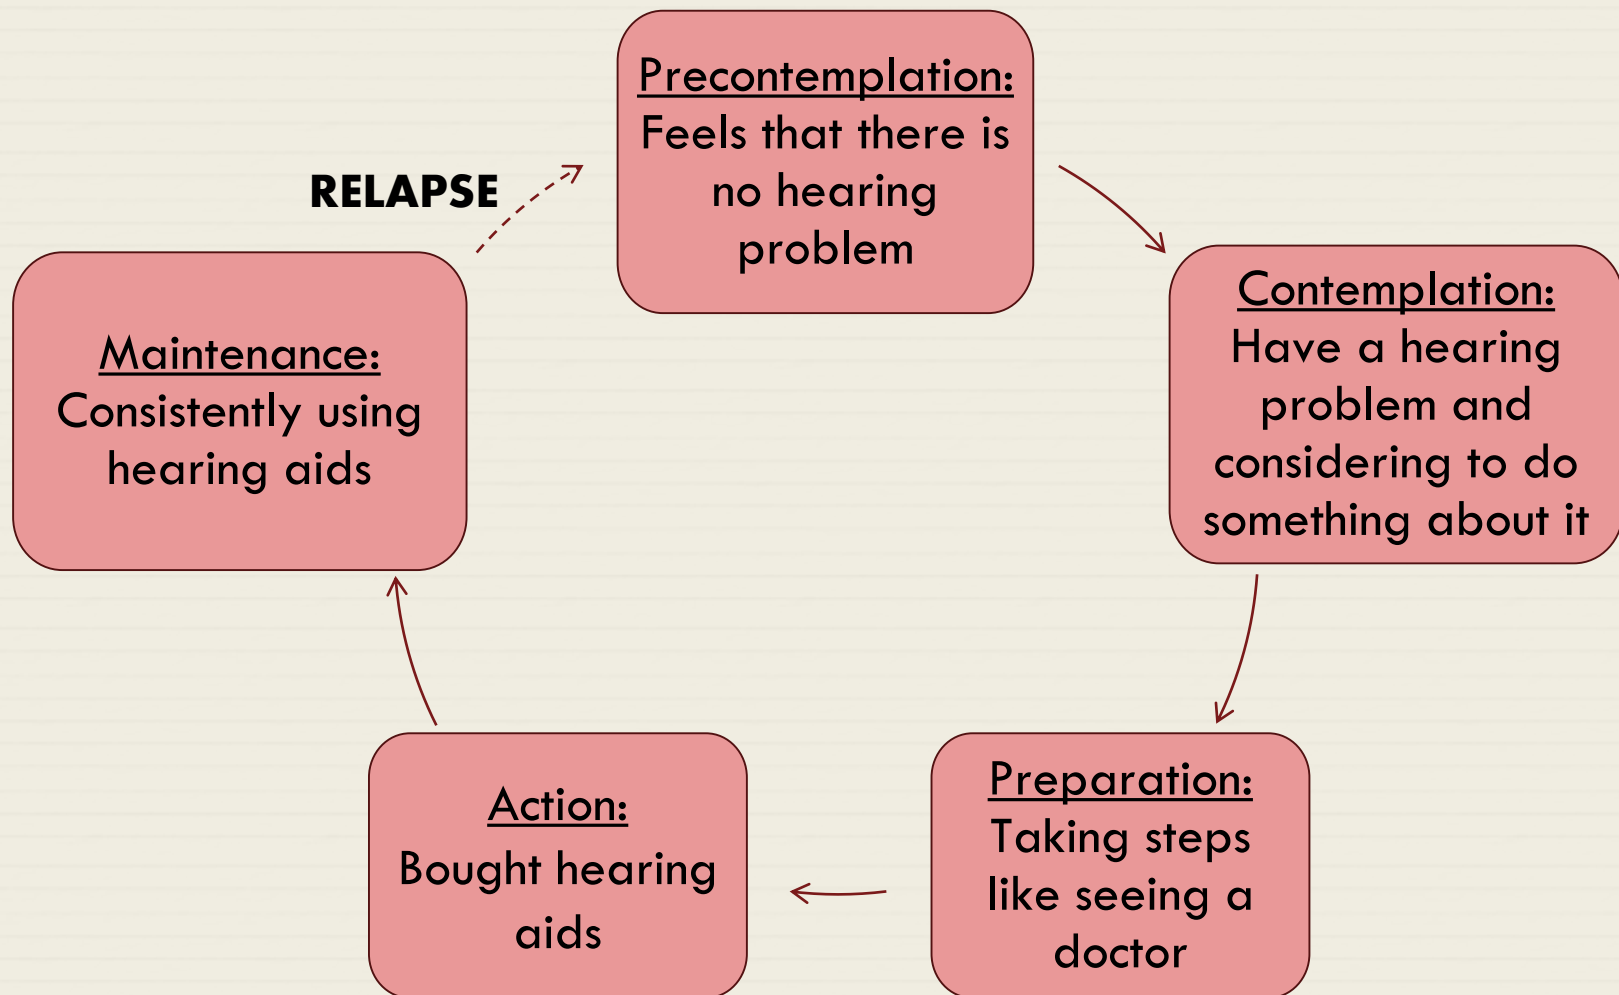 Precontemplation:
Feels that there is
no hearing
problem
RELAPSE
Contemplation:
Have a hearing
problem and
considering to do
something about it
Maintenance:
Consistently using
hearing aids
Preparation:
Taking steps
like seeing a
doctor
Action:
Bought hearing
aids